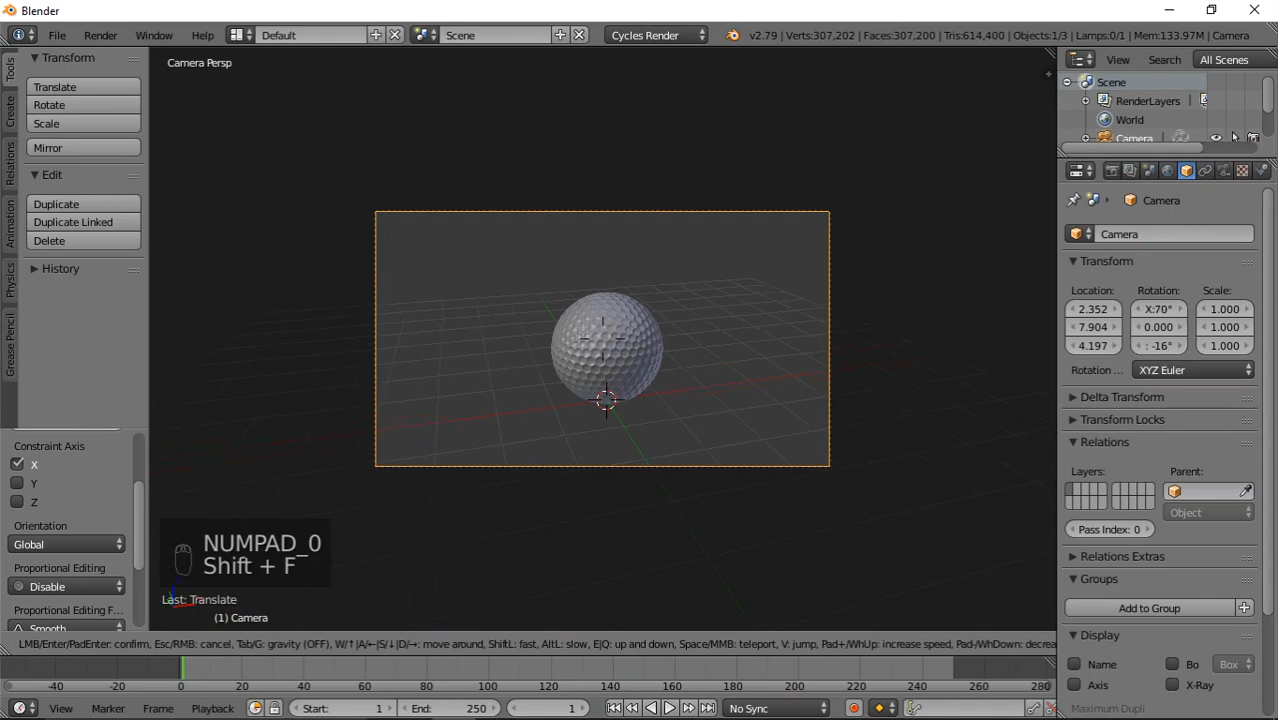 Blender
File Render Window Help Default Scene Cycles Render v2.79 | Verts:307,202 | Faces:307,200 | Tris:614,400 | Objects:1/3 | Lamps:0/1 | Mem:133.97M | Camera
Tools
Create
Relations
Animation
Physics
Grease Pencil
Transform
Translate
Rotate
Scale
Mirror
Edit
Duplicate
Duplicate Linked
Delete
History
Constraint Axis
X
Y
Z
Orientation
Global
Proportional Editing
Disable
Proportional Editing F...
Smooth
Camera Persp
NUMPAD_0
Shift + F
Last: Translate
(1) Camera
LMB/Enter/PadEnter: confirm, Esc/RMB: cancel, Tab/G: gravity (OFF), W/↑|A/←|S/↓|D/→: move around, ShiftL: fast, AltL: slow, E|Q: up and down, Space/MMB: teleport, V: jump, Pad+/WhUp: increase speed, Pad-/WhDown: decrea
View Search All Scenes
Scene
RenderLayers
World
Camera
Camera
Camera
Transform
Location: Rotation: Scale:
2.352 X:70° 1.000
7.904 0.000 1.000
4.197 : -16° 1.000
Rotation ... XYZ Euler
Delta Transform
Transform Locks
Relations
Layers: Parent:
Object
Pass Index: 0
Relations Extras
Groups
Add to Group
Display
Name Bo Box
Axis X-Ray
Maximum Dupli
-40 -20 0 20 40 60 80 100 120 140 160 180 200 220 240 260 280
View Marker Frame Playback Start: 1 End: 250 1 No Sync